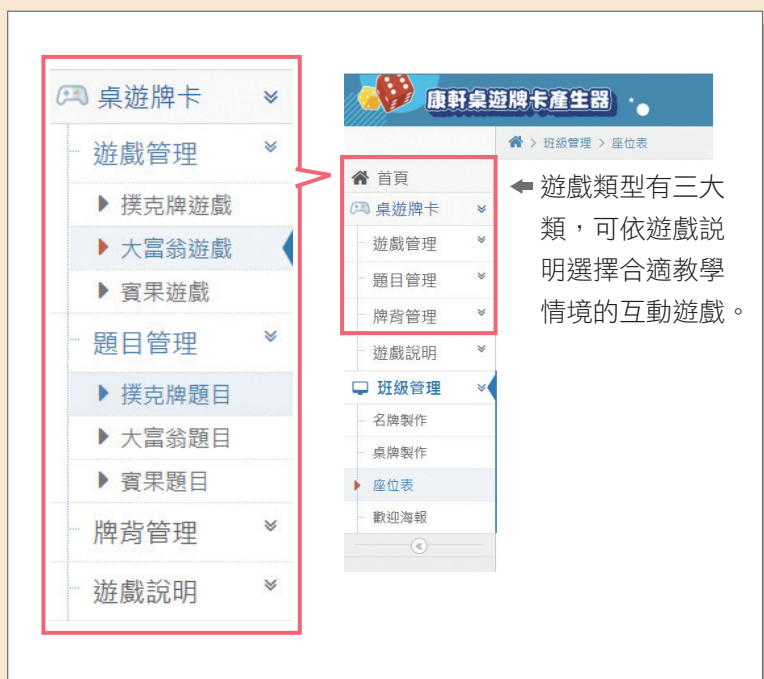 桌遊牌卡
遊戲管理
撲克牌遊戲
大富翁遊戲
賓果遊戲
題目管理
撲克牌題目
大富翁題目
賓果題目
牌背管理
遊戲說明
康軒桌遊牌卡產生器
> 班級管理 > 座位表
首頁
桌遊牌卡
遊戲管理
題目管理
牌背管理
遊戲說明
班級管理
名牌製作
桌牌製作
座位表
歡迎海報
遊戲類型有三大
類，可依遊戲說
明選擇合適教學
情境的互動遊戲。